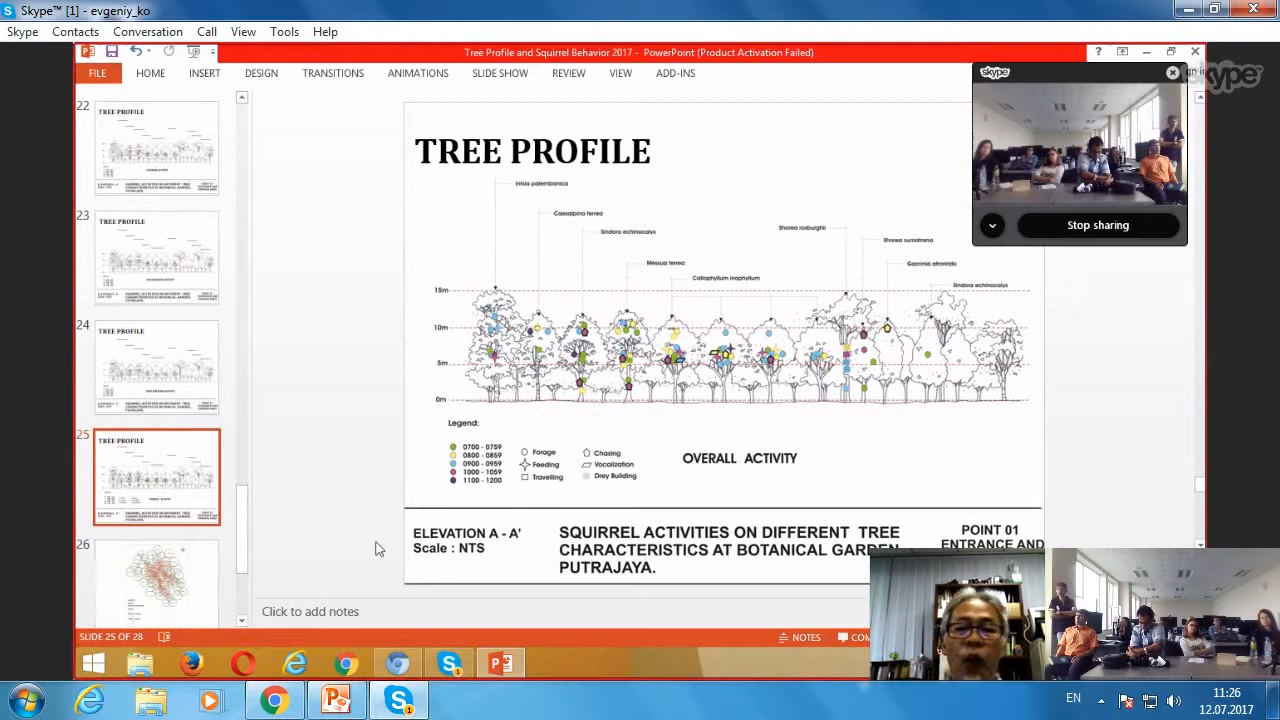 Skype™ [1] - evgeniy_ko
Skype Contacts Conversation Call View Tools Help
Tree Profile and Squirrel Behavior 2017 - PowerPoint (Product Activation Failed)
FILE HOME INSERT DESIGN TRANSITIONS ANIMATIONS SLIDE SHOW REVIEW VIEW ADD-INS
skype
skype
Stop sharing
22
TREE PROFILE
23
TREE PROFILE
24
TREE PROFILE
25
TREE PROFILE
26
TREE PROFILE
Intsia palembanica
Caesalpina ferrea
Sindora echinocalyx
Shorea roxburghii
Shorea sumatrana
Messua ferrea
Garcinia atroviridis
Callophyllum inophyllum
Sindora echinocalyx
15m
10m
5m
0m
Legend:
0700 - 0759
0800 - 0859
0900 - 0959
1000 - 1059
1100 - 1200
Forage
Feeding
Travelling
Chasing
Vocalization
Drey Building
OVERALL ACTIVITY
ELEVATION A - A'
Scale : NTS
SQUIRREL ACTIVITIES ON DIFFERENT TREE
CHARACTERISTICS AT BOTANICAL GARDEN,
PUTRAJAYA.
POINT 01
ENTRANCE AND
Click to add notes
SLIDE 25 OF 28
NOTES
COM
EN
11:26
12.07.2017